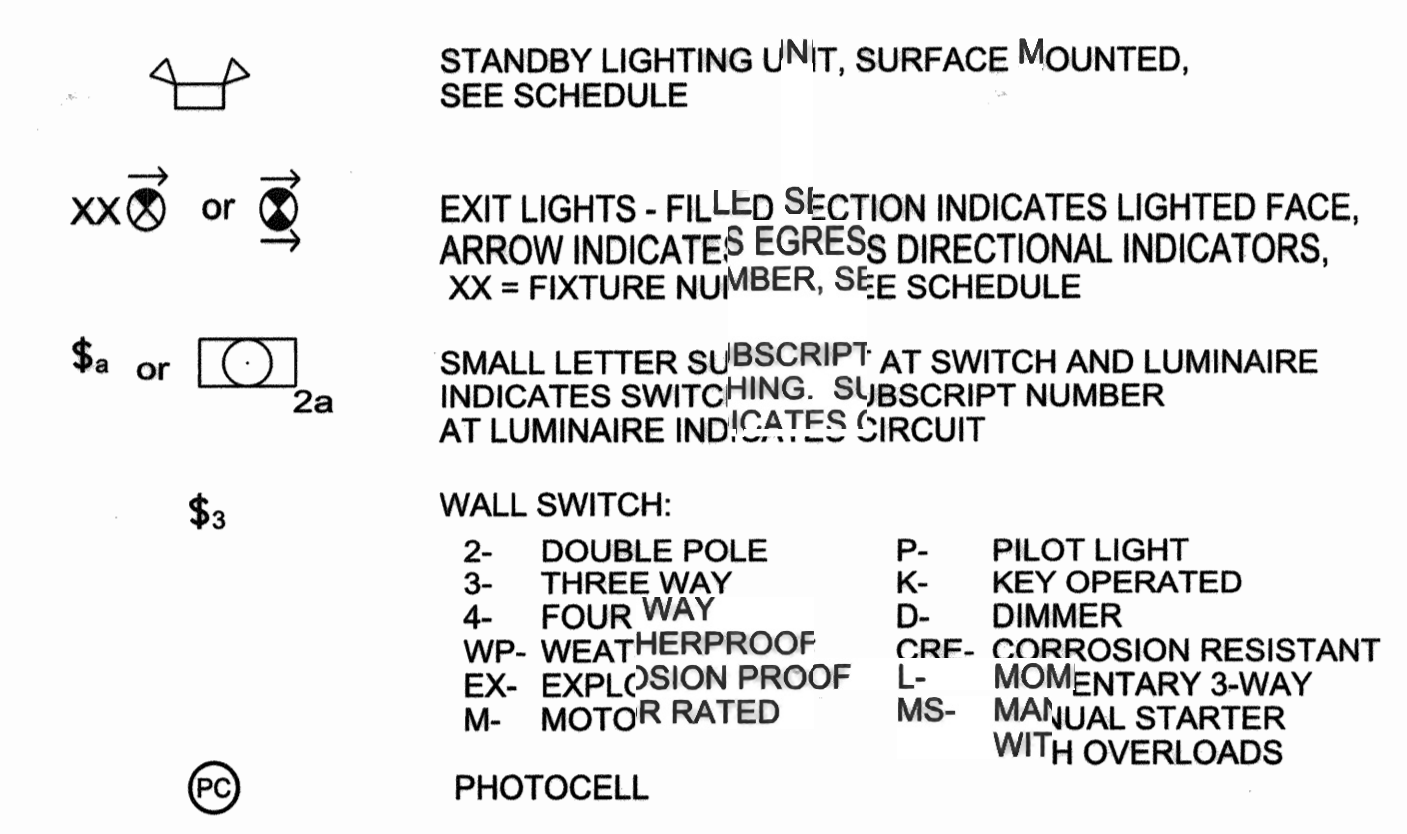 STANDBY LIGHTING UNIT, SURFACE MOUNTED,
SEE SCHEDULE
XX or EXIT LIGHTS - FILLED SECTION INDICATES LIGHTED FACE,
ARROW INDICATES EGRESS DIRECTIONAL INDICATORS,
XX = FIXTURE NUMBER, SEE SCHEDULE
$a or 2a SMALL LETTER SUBSCRIPT AT SWITCH AND LUMINAIRE
INDICATES SWITCHING. SUBSCRIPT NUMBER
AT LUMINAIRE INDICATES CIRCUIT
$3 WALL SWITCH:
2- DOUBLE POLE P- PILOT LIGHT
3- THREE WAY K- KEY OPERATED
4- FOUR WAY D- DIMMER
WP- WEATHERPROOF CRE- CORROSION RESISTANT
EX- EXPLOSION PROOF L- MOMENTARY 3-WAY
M- MOTOR RATED MS- MANUAL STARTER
WITH OVERLOADS
PC PHOTOCELL